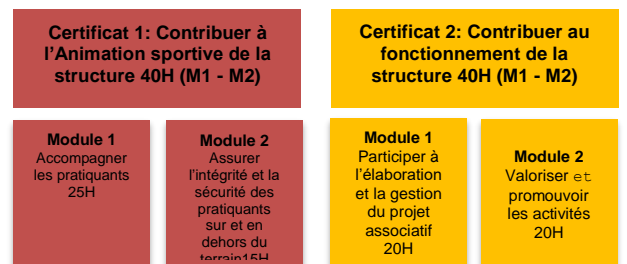 Certificat 1: Contribuer à
l'Animation sportive de la
structure 40H (M1 - M2)
Certificat 2: Contribuer au
fonctionnement de la
structure 40H (M1 - M2)
Module 1
Accompagner
les pratiquants
25H
Module 2
Assurer
l'intégrité et la
sécurité des
pratiquants
sur et en
dehors du
terrain15H
Module 1
Participer à
l'élaboration
et la gestion
du projet
associatif
20H
Module 2
Valoriser et
promouvoir
les activités
20H